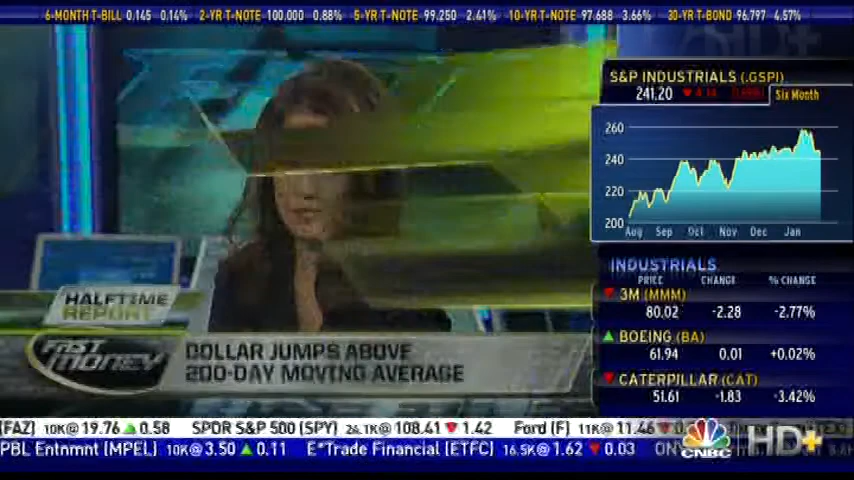 6-MONTH T-BILL 0.145 0.14% 2-YR T-NOTE 100,000 0.88% 5-YR T-NOTE 99.250 2.41% 10-YR T-NOTE 97.688 3.66% 30-YR T-BOND 96.797 4.57%
S&P INDUSTRIALS (.GSPI)
241.20 ▼
Six Month
260
240
220
200
Aug Sep Oct Nov Dec Jan
INDUSTRIALS
PRICE CHANGE % CHANGE
▼ 3M (MMM)
80.02 -2.28 -2.77%
▲ BOEING (BA)
61.94 0.01 +0.02%
▼ CATERPILLAR (CAT)
51.61 -1.83 -3.42%
HALFTIME
REPORT
FAST
MONEY
DOLLAR JUMPS ABOVE
200-DAY MOVING AVERAGE
(FAZ) 10K@19.76 ▲ 0.58 SPDR S&P 500 (SPY) 26.1K@108.41 ▼ 1.42 Ford (F) 11K@11.46 ▼
PBL Entnmnt (MPEL) 10K@3.50 ▲ 0.11 E*Trade Financial (ETFC) 16.5K@1.62 ▼ 0.03
CNBC
HD+